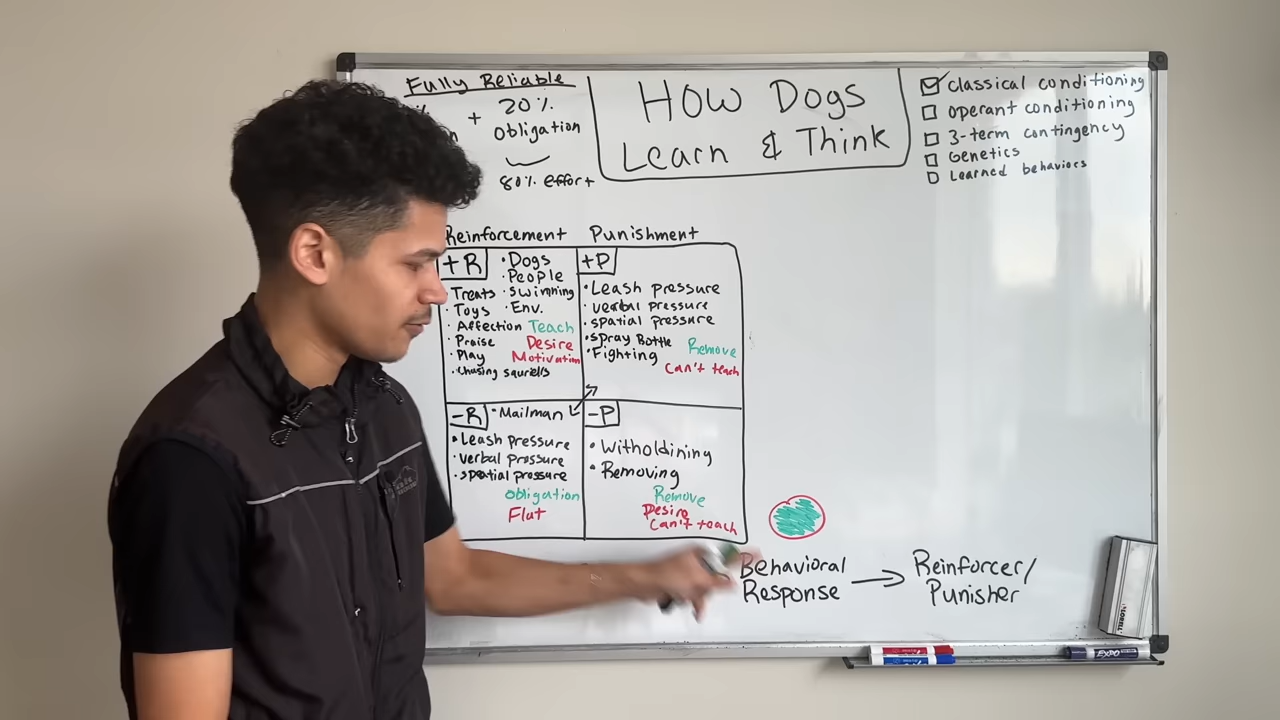 Fully Reliable
+ 20%
obligation
80% effort
How Dogs
Learn & Think
classical conditioning
operant conditioning
3-term contingency
Genetics
Learned behaviors
Reinforcement
Punishment
+R
• Dogs
• People
• Swimming
• Env.
Treats
• Toys
• Affection
• Praise
• Play
• Chasing squriells
Teach
Desire
Motivation
+P
• Leash pressure
• verbal pressure
• spatial pressure
• Spray Bottle
• Fighting
Remove
Can't teach
-R
• Mailman
• Leash pressure
• verbal pressure
• spatial pressure
obligation
Flat
-P
• Witholdining
• Removing
Remove
Desire
Can't teach
Behavioral
Response → Reinforcer/
Punisher
EXPO